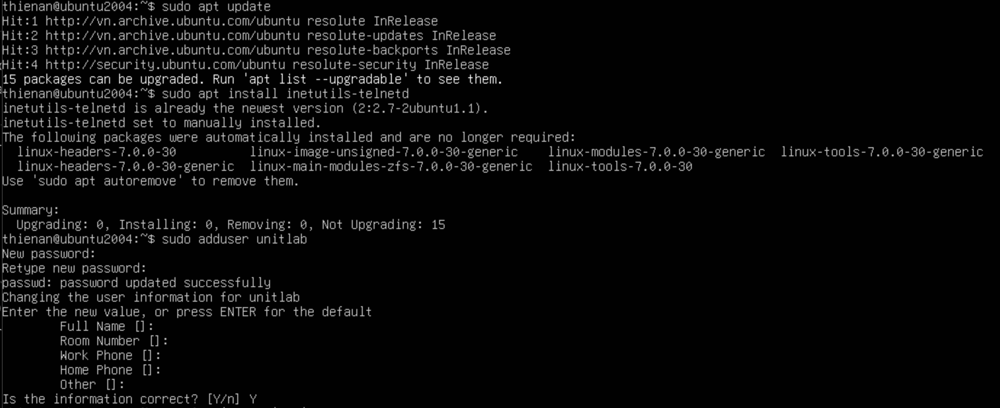 thienan@ubuntu2004:~$ sudo apt update
Hit:1 http://vn.archive.ubuntu.com/ubuntu resolute InRelease
Hit:2 http://vn.archive.ubuntu.com/ubuntu resolute-updates InRelease
Hit:3 http://vn.archive.ubuntu.com/ubuntu resolute-backports InRelease
Hit:4 http://security.ubuntu.com/ubuntu resolute-security InRelease
15 packages can be upgraded. Run 'apt list --upgradable' to see them.
thienan@ubuntu2004:~$ sudo apt install inetutils-telnetd
inetutils-telnetd is already the newest version (2:2.7-2ubuntu1.1).
inetutils-telnetd set to manually installed.
The following packages were automatically installed and are no longer required:
  linux-headers-7.0.0-30          linux-image-unsigned-7.0.0-30-generic    linux-modules-7.0.0-30-generic  linux-tools-7.0.0-30-generic
  linux-headers-7.0.0-30-generic  linux-main-modules-zfs-7.0.0-30-generic  linux-tools-7.0.0-30
Use 'sudo apt autoremove' to remove them.

Summary:
  Upgrading: 0, Installing: 0, Removing: 0, Not Upgrading: 15
thienan@ubuntu2004:~$ sudo adduser unitlab
New password:
Retype new password:
passwd: password updated successfully
Changing the user information for unitlab
Enter the new value, or press ENTER for the default
        Full Name []:
        Room Number []:
        Work Phone []:
        Home Phone []:
        Other []:
Is the information correct? [Y/n] Y